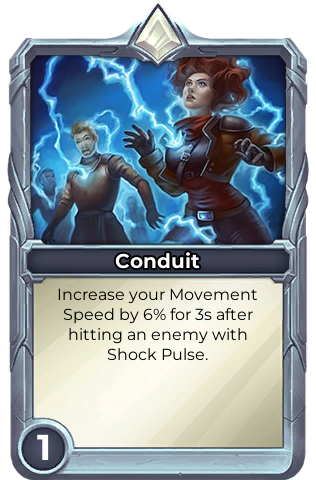 Conduit
Increase your Movement
Speed by 6% for 3s after
hitting an enemy with
Shock Pulse.
1